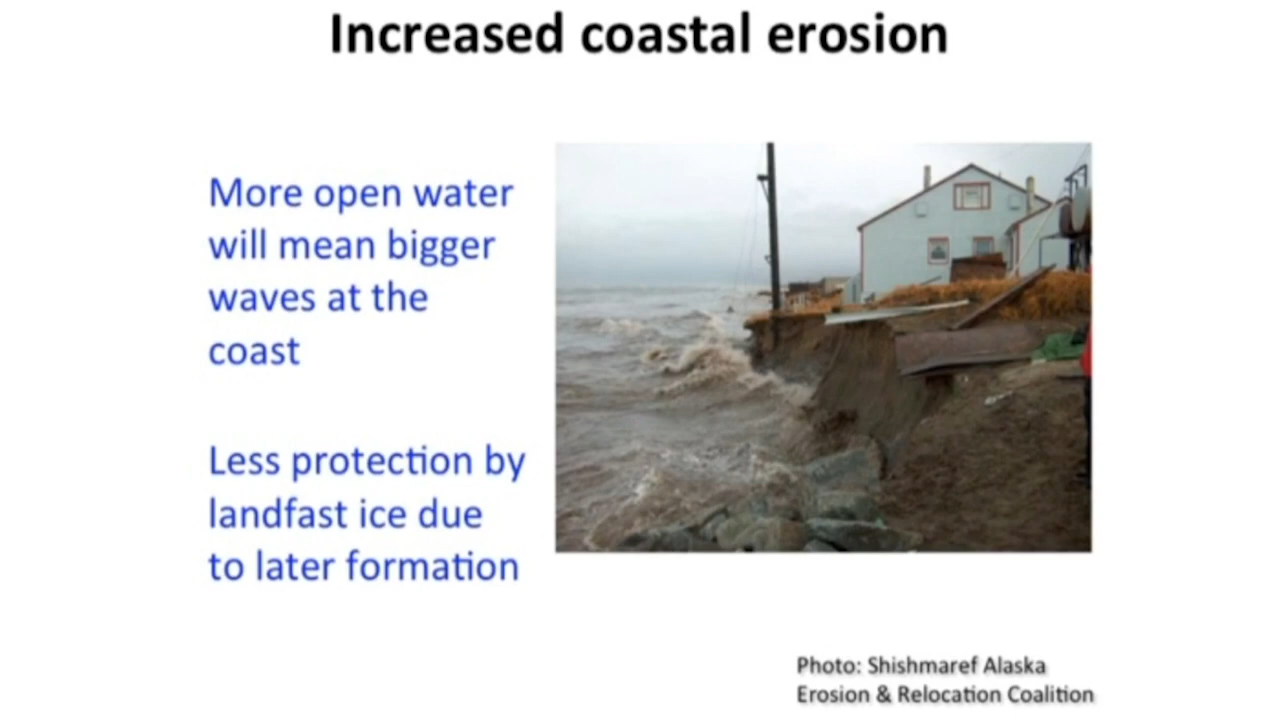 Increased coastal erosion
More open water
will mean bigger
waves at the
coast
Less protection by
landfast ice due
to later formation
Photo: Shishmaref Alaska
Erosion & Relocation Coalition